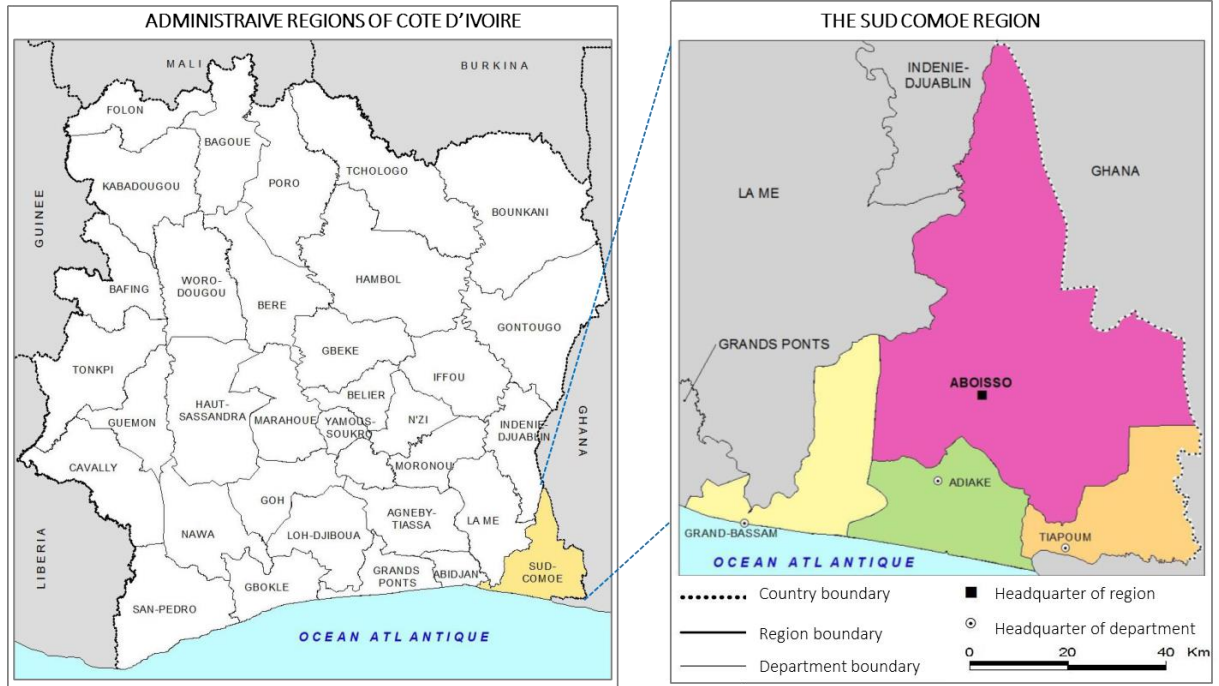 ADMINISTRAIVE REGIONS OF COTE D'IVOIRE
MALI
BURKINA
FOLON
BAGOUE
TCHOLOGO
KABADOUGOU
PORO
GUINEE
BOUNKANI
WORO-
DOUGOU
HAMBOL
BAFING
BERE
GONTOUGO
GBEKE
TONKPI
IFFOU
BELIER
HAUT-
SASSANDRA
GUEMON
MARAHOUE
YAMOUS-
SOUKRO
N'ZI
INDENIE-
DJUABLIN
GHANA
CAVALLY
MORONOU
GOH
AGNEBY-
TIASSA
LA ME
NAWA
LOH-DJIBOUA
LIBERIA
SUD-
COMOE
GRANDS
PONTS
ABIDJAN
GBOKLE
SAN-PEDRO
OCEAN ATLANTIQUE
THE SUD COMOE REGION
INDENIE-
DJUABLIN
GHANA
LA ME
GRANDS PONTS
ABOISSO
ADIAKE
GRAND-BASSAM
TIAPOUM
OCEAN ATLANTIQUE
Country boundary
Headquarter of region
Region boundary
Headquarter of department
Department boundary
0 20 40 Km